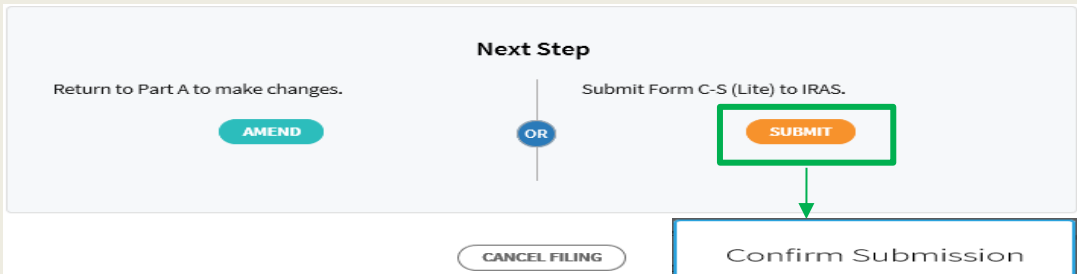 Next Step
Return to Part A to make changes.
AMEND
OR
Submit Form C-S (Lite) to IRAS.
SUBMIT
CANCEL FILING
Confirm Submission